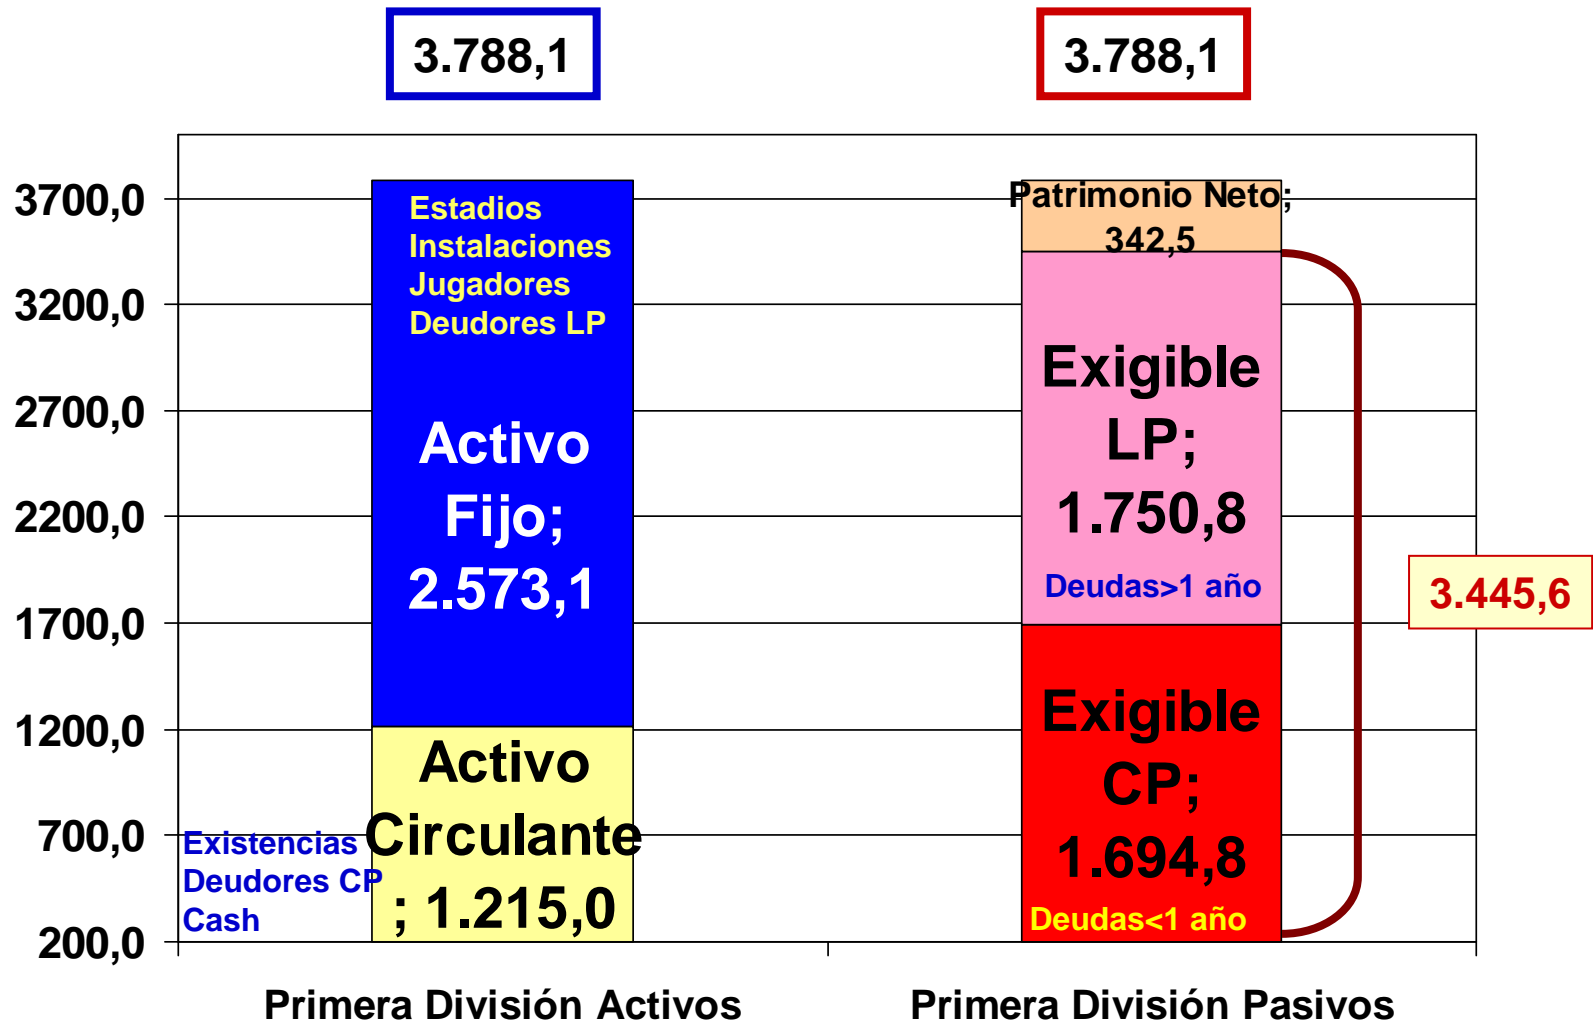 3.788,1
3.788,1
3700,0
3200,0
2700,0
2200,0
1700,0
1200,0
700,0
200,0
Estadios
Instalaciones
Jugadores
Deudores LP
Activo
Fijo;
2.573,1
Activo
Circulante
; 1.215,0
Existencias
Deudores CP
Cash
Patrimonio Neto;
342,5
Exigible
LP;
1.750,8
Deudas>1 año
Exigible
CP;
1.694,8
Deudas<1 año
3.445,6
Primera División Activos
Primera División Pasivos